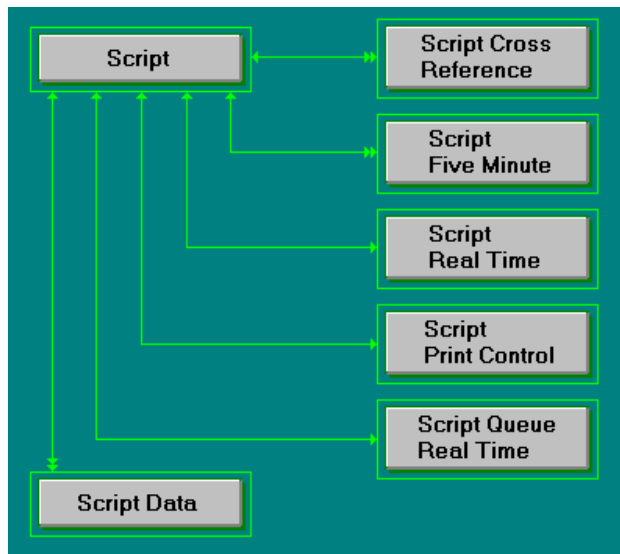 Script
Script Cross
Reference
Script
Five Minute
Script
Real Time
Script
Print Control
Script Queue
Real Time
Script Data